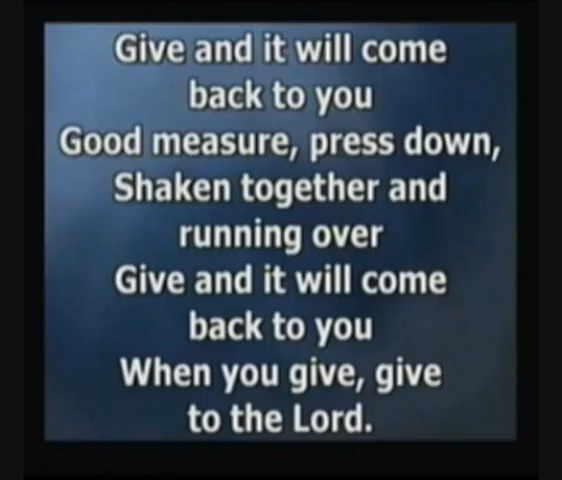 Give and it will come
back to you
Good measure, press down,
Shaken together and
running over
Give and it will come
back to you
When you give, give
to the Lord.